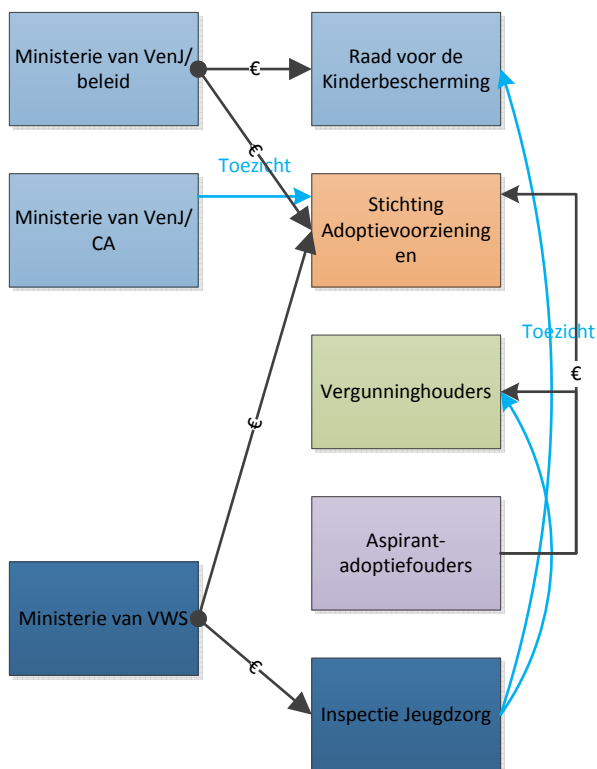 Ministerie van VenJ/
beleid
€
Raad voor de
Kinderbescherming
€
Toezicht
Ministerie van VenJ/
CA
Stichting
Adoptievoorziening
en
Toezicht
€
Vergunninghouders
€
Aspirant-
adoptiefouders
Ministerie van VWS
€
Inspectie Jeugdzorg